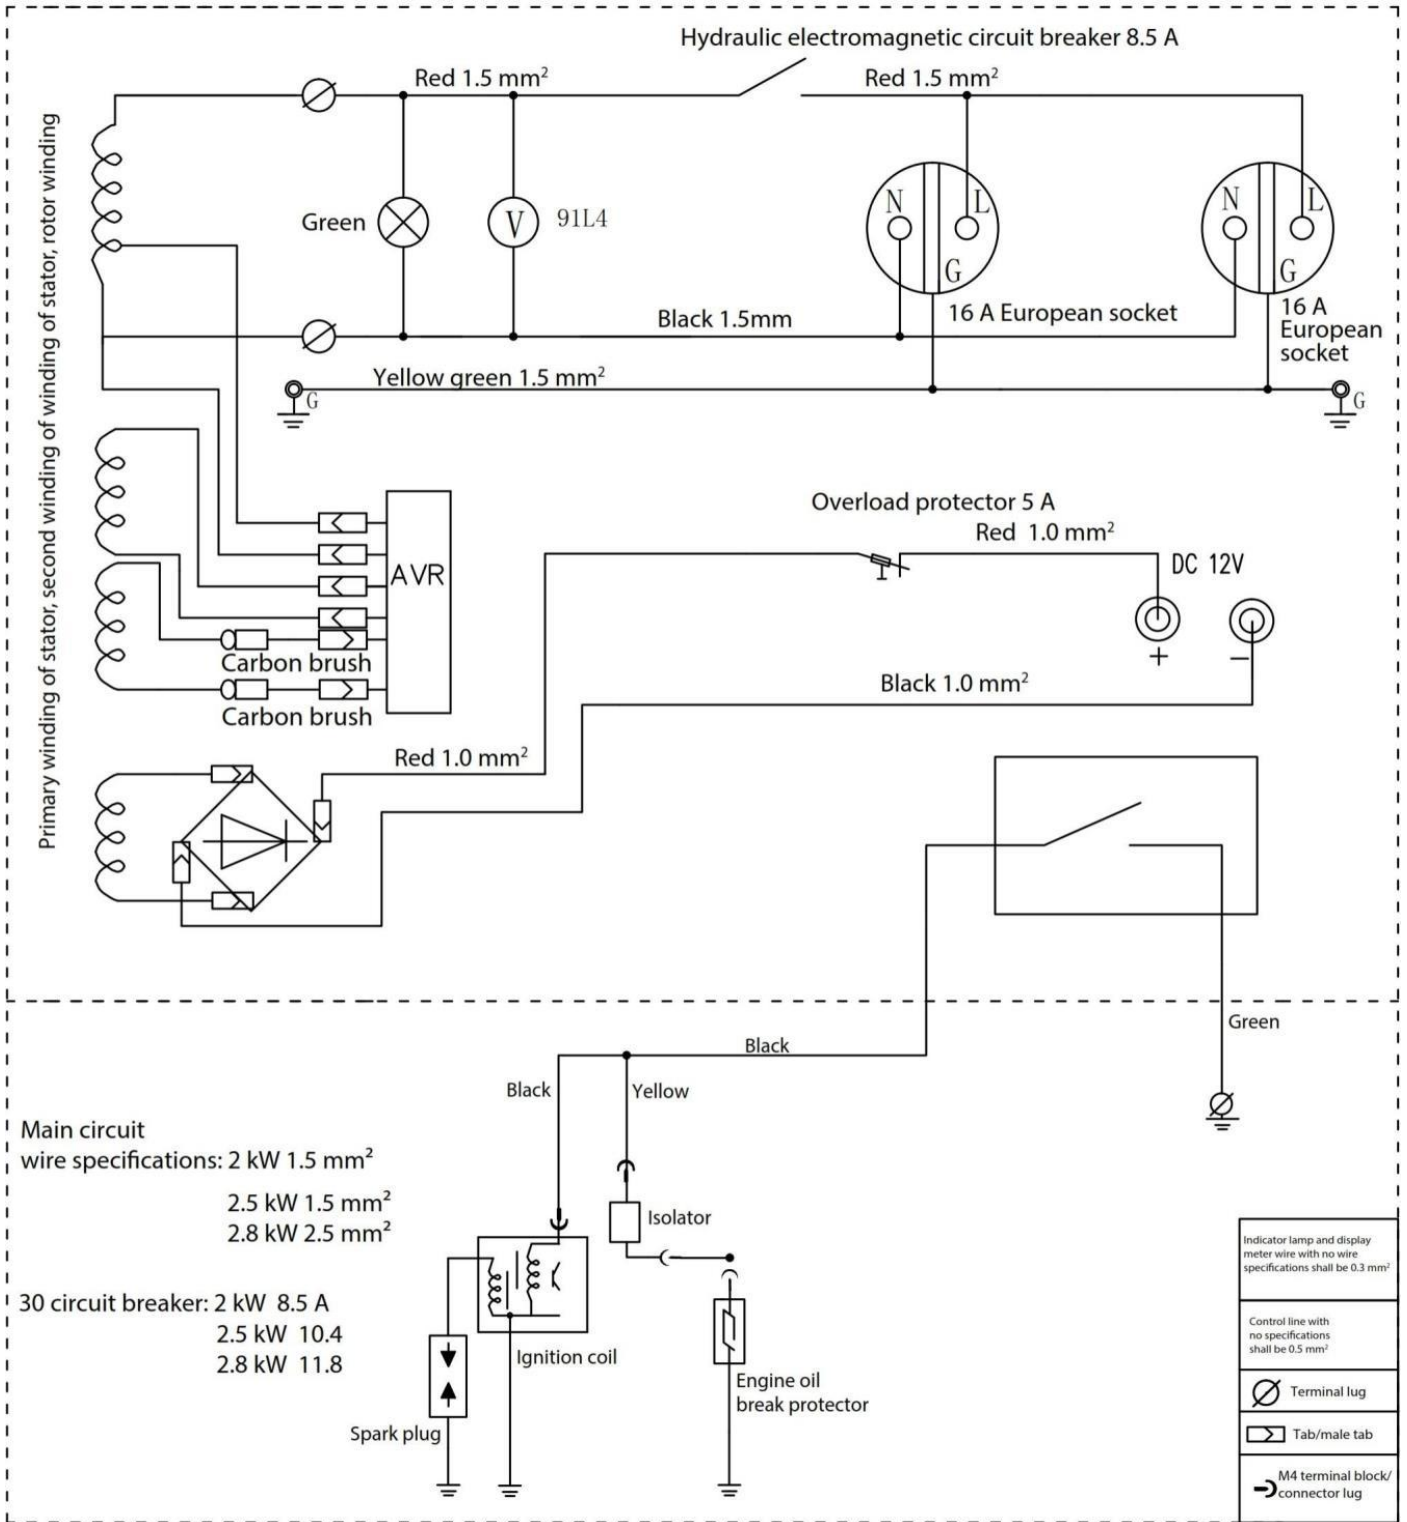 Hydraulic electromagnetic circuit breaker 8.5 A
Red 1.5 mm²
Red 1.5 mm²
Primary winding of stator, second winding of winding of stator, rotor winding
Green
V
91L4
N
L
G
N
L
G
16 A European socket
16 A
European
socket
Black 1.5mm
Yellow green 1.5 mm²
G
G
AVR
Carbon brush
Carbon brush
Overload protector 5 A
Red 1.0 mm²
DC 12V
+
−
Black 1.0 mm²
Red 1.0 mm²
Green
Black
Black
Yellow
Main circuit
wire specifications: 2 kW 1.5 mm²
2.5 kW 1.5 mm²
2.8 kW 2.5 mm²
30 circuit breaker: 2 kW 8.5 A
2.5 kW 10.4
2.8 kW 11.8
Isolator
Ignition coil
Spark plug
Engine oil
break protector
Indicator lamp and display
meter wire with no wire
specifications shall be 0.3 mm²
Control line with
no specifications
shall be 0.5 mm²
Terminal lug
Tab/male tab
M4 terminal block/
connector lug